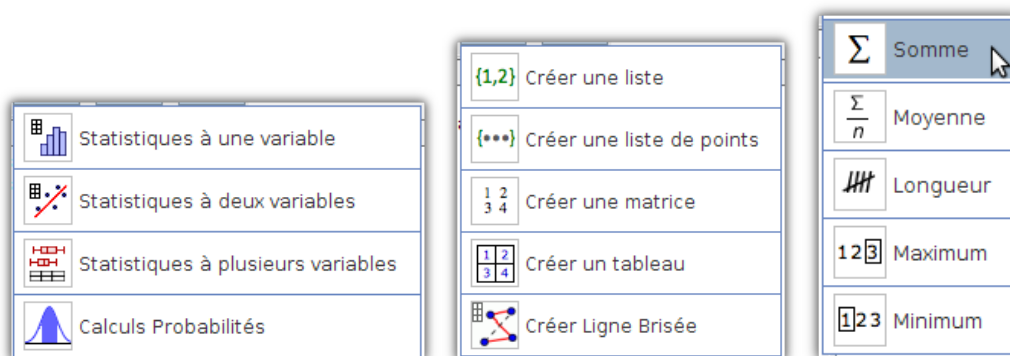 Statistiques à une variable
Statistiques à deux variables
Statistiques à plusieurs variables
Calculs Probabilités
{1,2} Créer une liste
{•••} Créer une liste de points
1 2
3 4
Créer une matrice
1 2
3 4
Créer un tableau
Créer Ligne Brisée
Σ Somme
Σ
n
Moyenne
Longueur
123 Maximum
123 Minimum